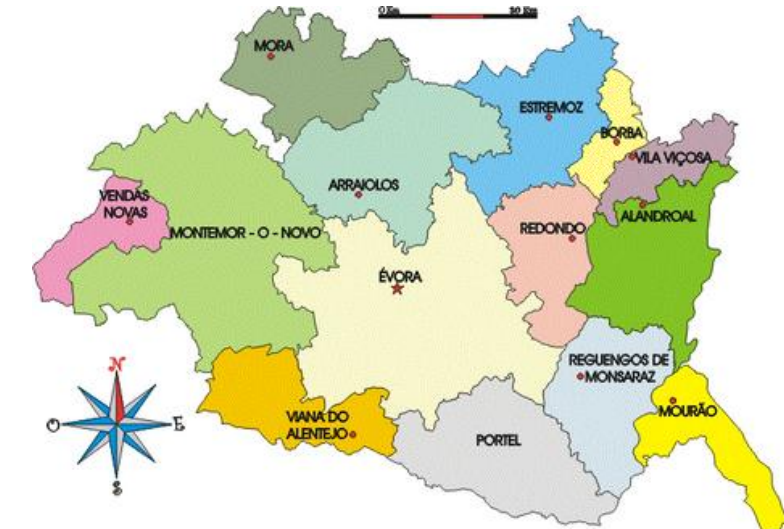 0 Km
MORA
ESTREMOZ
BORBA
VILA VIÇOSA
ARRAIOLOS
VENDAS
NOVAS
MONTEMOR - O - NOVO
REDONDO
ALANDROAL
ÉVORA
REGUENGOS DE
MONSARAZ
VIANA DO
ALENTEJO
PORTEL
MOURÃO
N
O
E
S